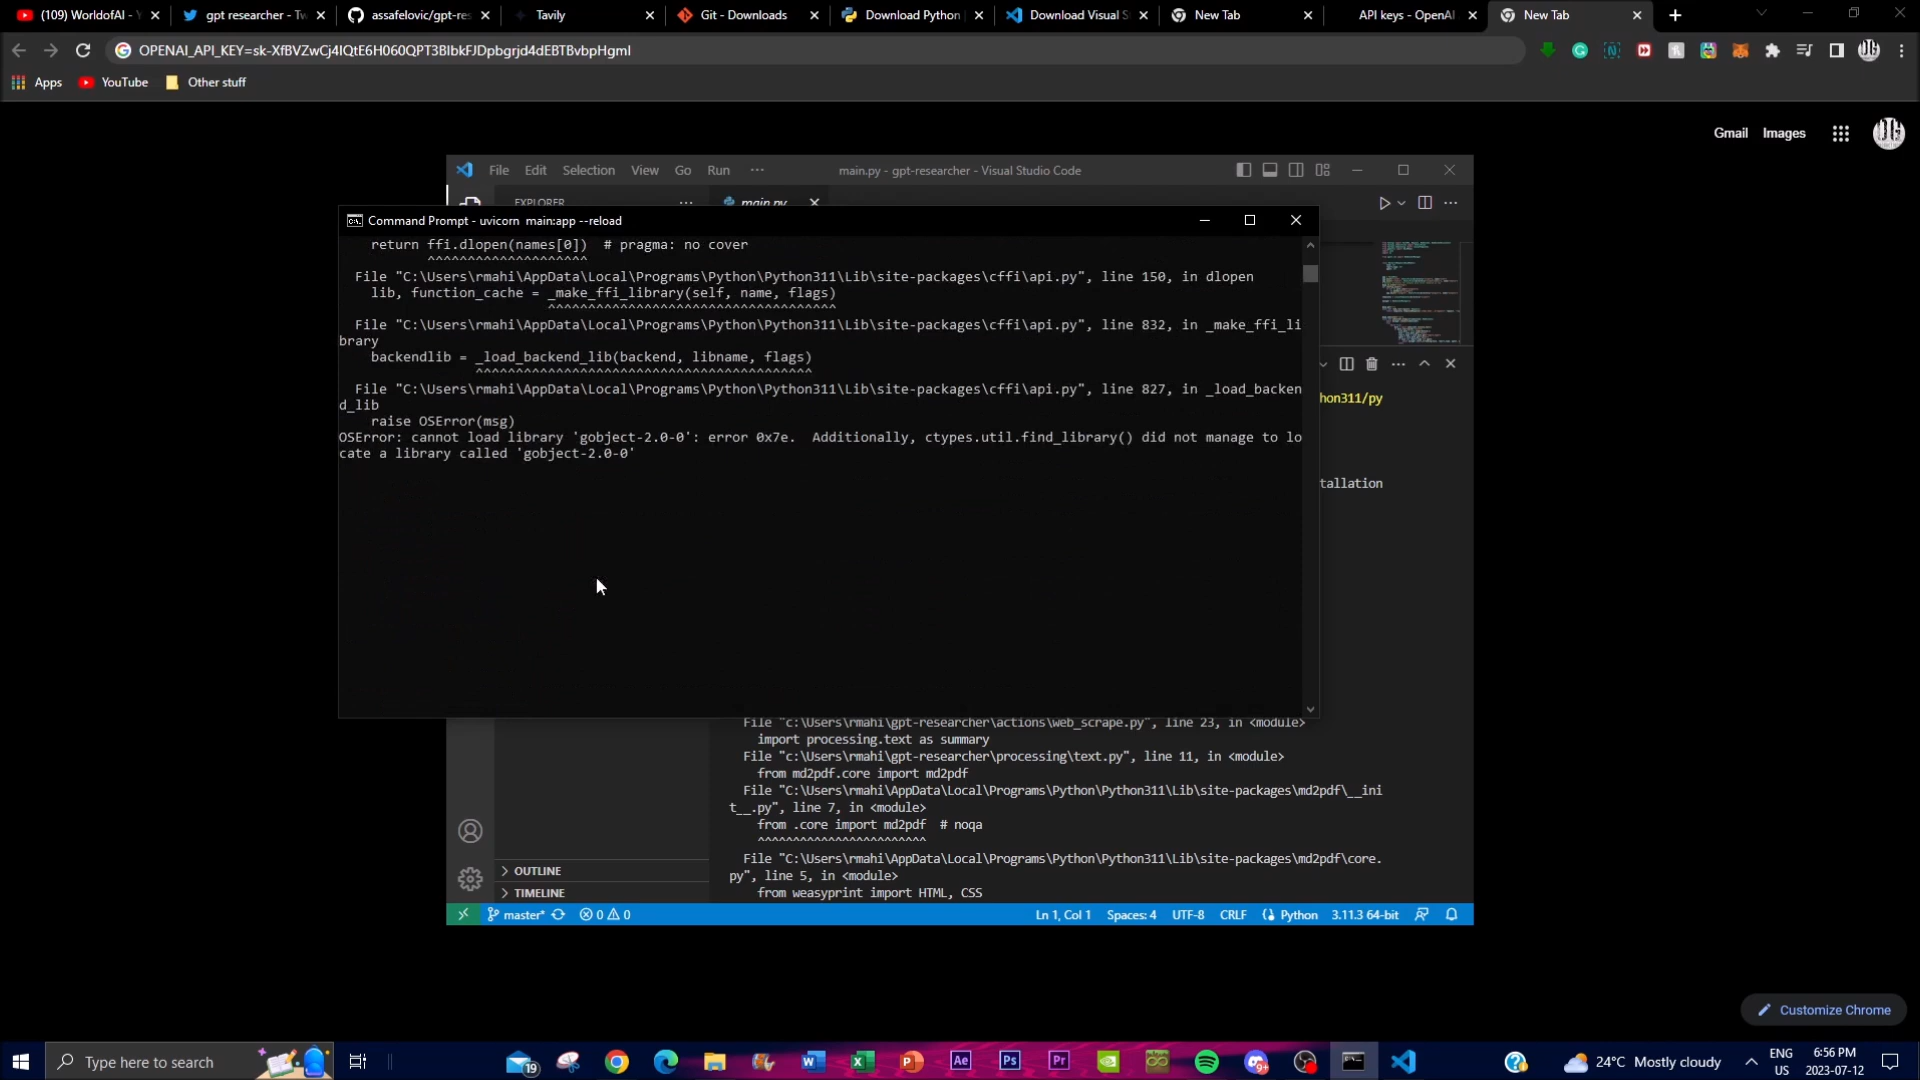 (109) WorldofAI - Y
gpt researcher - Tw
assafelovic/gpt-res
Tavily
Git - Downloads
Download Python
Download Visual S
New Tab
API keys - OpenAI
New Tab
OPENAI_API_KEY=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
Apps
YouTube
Other stuff
Gmail
Images
File Edit Selection View Go Run ···
main.py - gpt-researcher - Visual Studio Code
EXPLORER
main.py
Command Prompt - uvicorn main:app --reload
return ffi.dlopen(names[0])  # pragma: no cover
^^^^^^^^^^^^^^^^^^^^
File "C:\Users\rmahi\AppData\Local\Programs\Python\Python311\Lib\site-packages\cffi\api.py", line 150, in dlopen
lib, function_cache = _make_ffi_library(self, name, flags)
^^^^^^^^^^^^^^^^^^^^^^^^^^^^^^^^^^^^
File "C:\Users\rmahi\AppData\Local\Programs\Python\Python311\Lib\site-packages\cffi\api.py", line 832, in _make_ffi_li
brary
backendlib = _load_backend_lib(backend, libname, flags)
^^^^^^^^^^^^^^^^^^^^^^^^^^^^^^^^^^^^^^^^^^
File "C:\Users\rmahi\AppData\Local\Programs\Python\Python311\Lib\site-packages\cffi\api.py", line 827, in _load_backen
d_lib
raise OSError(msg)
OSError: cannot load library 'gobject-2.0-0': error 0x7e.  Additionally, ctypes.util.find_library() did not manage to lo
cate a library called 'gobject-2.0-0'
hon311/py
tallation
File "c:\Users\rmahi\gpt-researcher\actions\web_scrape.py", line 23, in <module>
import processing.text as summary
File "c:\Users\rmahi\gpt-researcher\processing\text.py", line 11, in <module>
from md2pdf.core import md2pdf
File "C:\Users\rmahi\AppData\Local\Programs\Python\Python311\Lib\site-packages\md2pdf\__ini
t__.py", line 7, in <module>
from .core import md2pdf  # noqa
^^^^^^^^^^^^^^^^^^^^^^^^
File "C:\Users\rmahi\AppData\Local\Programs\Python\Python311\Lib\site-packages\md2pdf\core.
py", line 5, in <module>
from weasyprint import HTML, CSS
OUTLINE
TIMELINE
master* 0 0
Ln 1, Col 1 Spaces: 4 UTF-8 CRLF Python 3.11.3 64-bit
Customize Chrome
Type here to search
19
W
X
P
Ae
Ps
Pr
9+
24°C Mostly cloudy
ENG
US
6:56 PM
2023-07-12